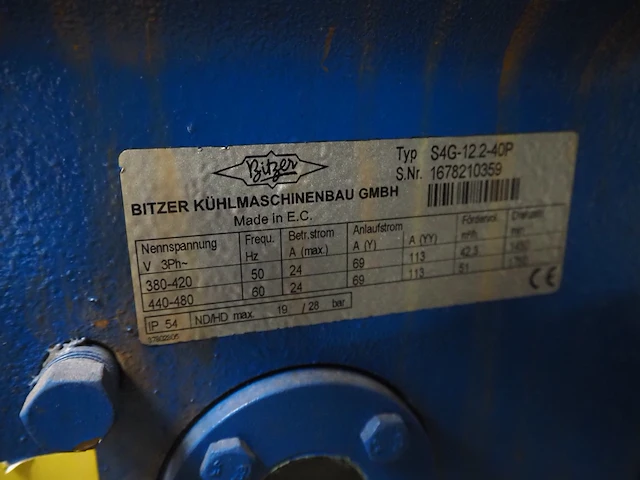 Bitzer
Typ S4G-12.2-40P
S.Nr. 1678210359
BITZER KÜHLMASCHINENBAU GMBH
Made in E.C.
Nennspannung Frequ. Betr.strom Anlaufstrom Fördervol.
V 3Ph~ Hz A (max.) A (Y) A (YY) m³/h
380-420 50 24 69 113 42,3
440-480 60 24 69 113 51
CE
IP 54 ND/HD max. 19 / 28 bar